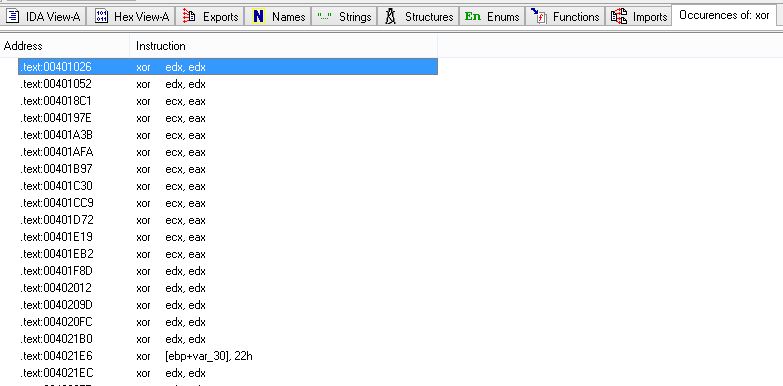 IDA View-A Hex View-A Exports Names Strings Structures En Enums Functions Imports Occurences of: xor
Address Instruction
.text:00401026 xor edx, edx
.text:00401052 xor edx, edx
.text:004018C1 xor ecx, eax
.text:0040197E xor ecx, eax
.text:00401A3B xor ecx, eax
.text:00401AFA xor ecx, eax
.text:00401B97 xor ecx, eax
.text:00401C30 xor ecx, eax
.text:00401CC9 xor ecx, eax
.text:00401D72 xor ecx, eax
.text:00401E19 xor ecx, eax
.text:00401EB2 xor ecx, eax
.text:00401F8D xor edx, edx
.text:00402012 xor edx, edx
.text:0040209D xor edx, edx
.text:004020FC xor edx, edx
.text:004021B0 xor edx, edx
.text:004021E6 xor [ebp+var_30], 22h
.text:004021EC xor edx, edx